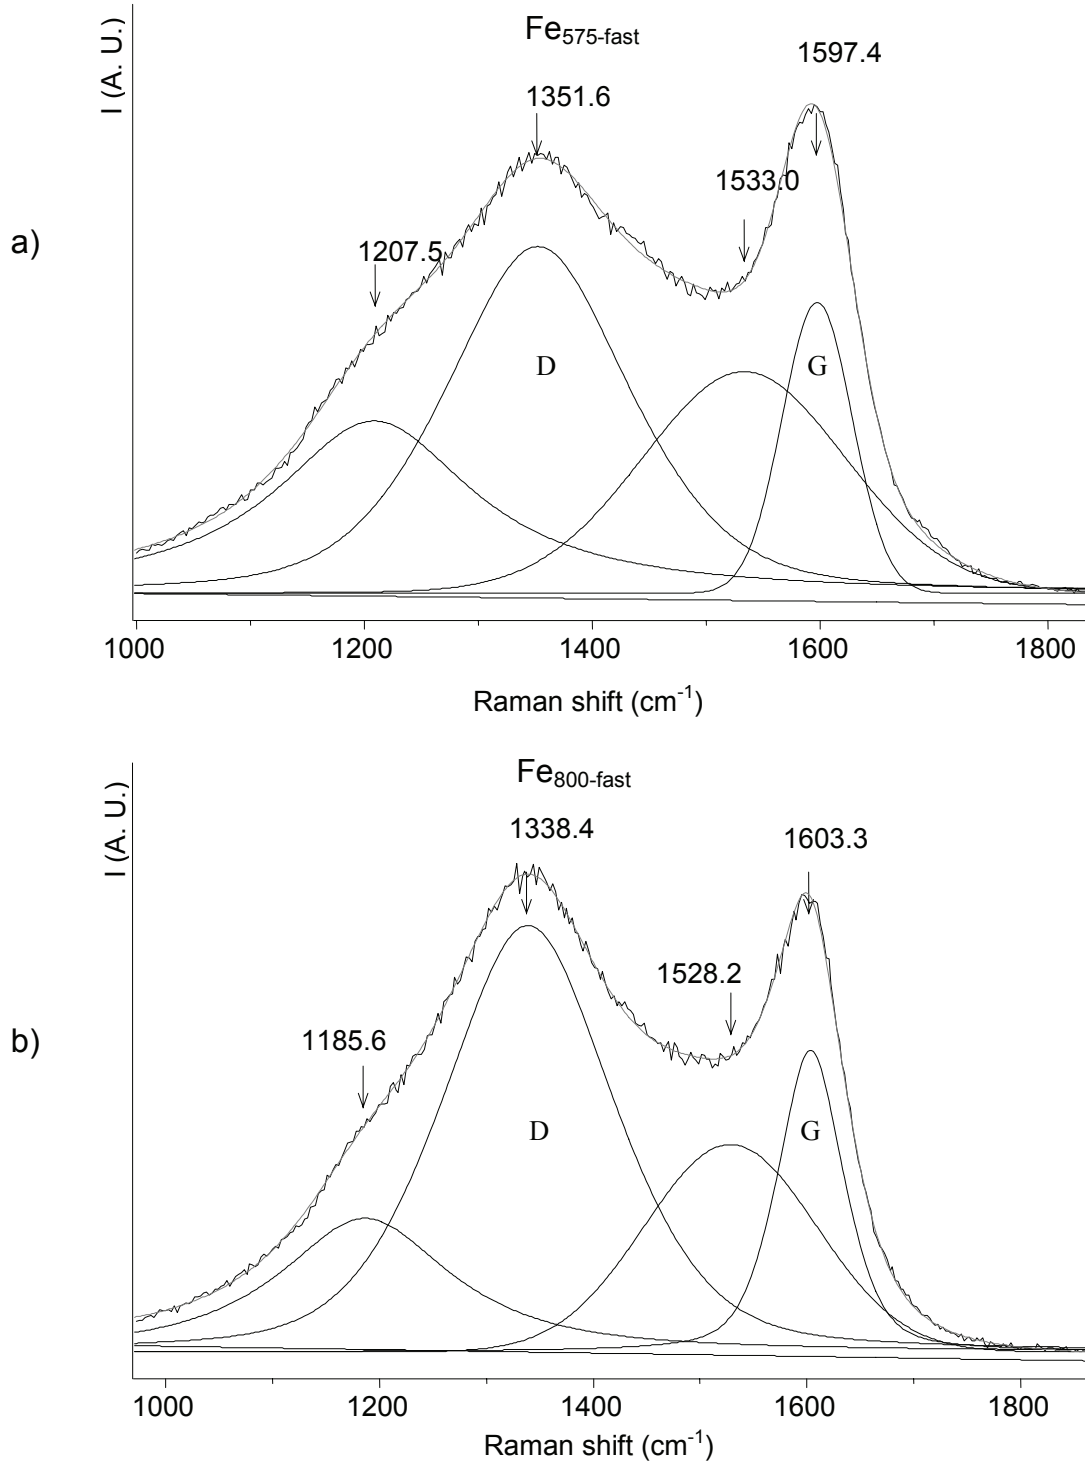 Fe575-fast
I (A. U.)
1597.4
1351.6
1533.0
1207.5
a)
D
G
1000 1200 1400 1600 1800
Raman shift (cm-1)
Fe800-fast
I (A. U.)
1338.4
1603.3
1528.2
1185.6
b)
D
G
1000 1200 1400 1600 1800
Raman shift (cm-1)